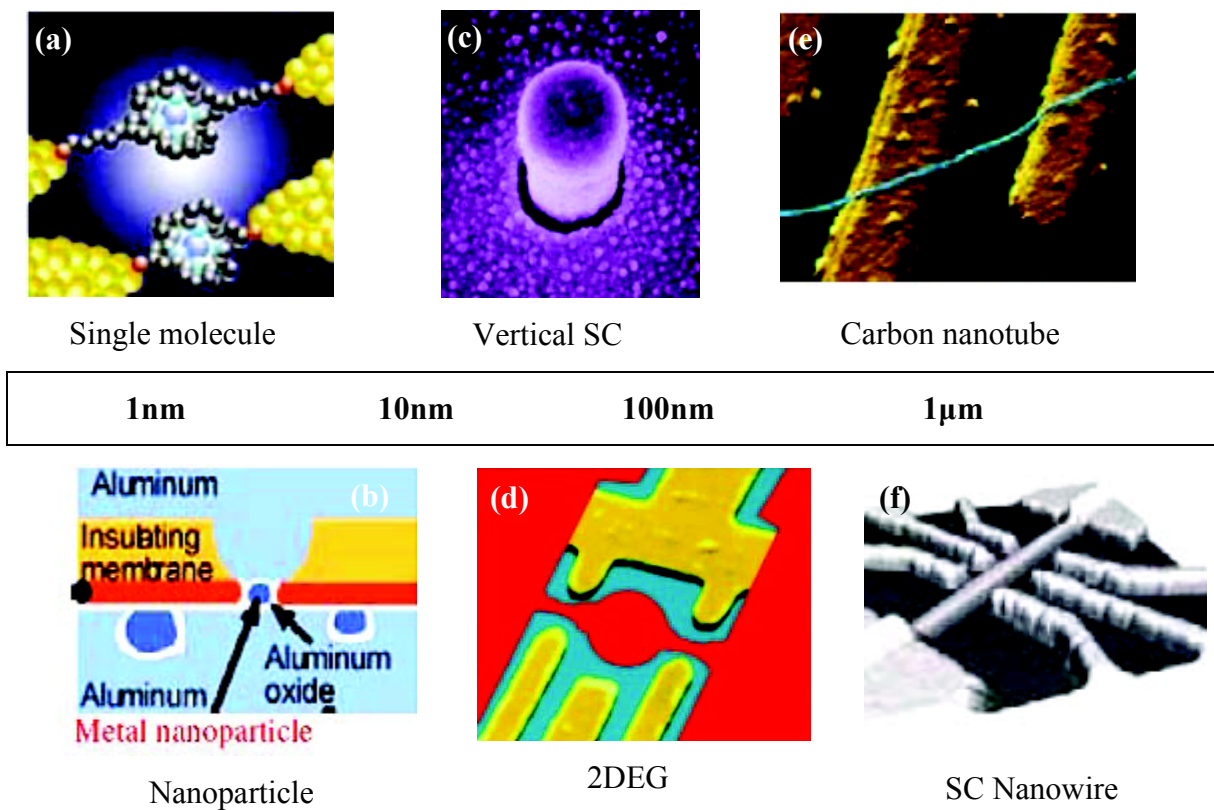 (a)
(c)
(e)
Single molecule
Vertical SC
Carbon nanotube
1nm 10nm 100nm 1µm
Aluminum
(b)
Insulating
membrane
Aluminum
oxide
Aluminum
Metal nanoparticle
(d)
(f)
Nanoparticle
2DEG
SC Nanowire